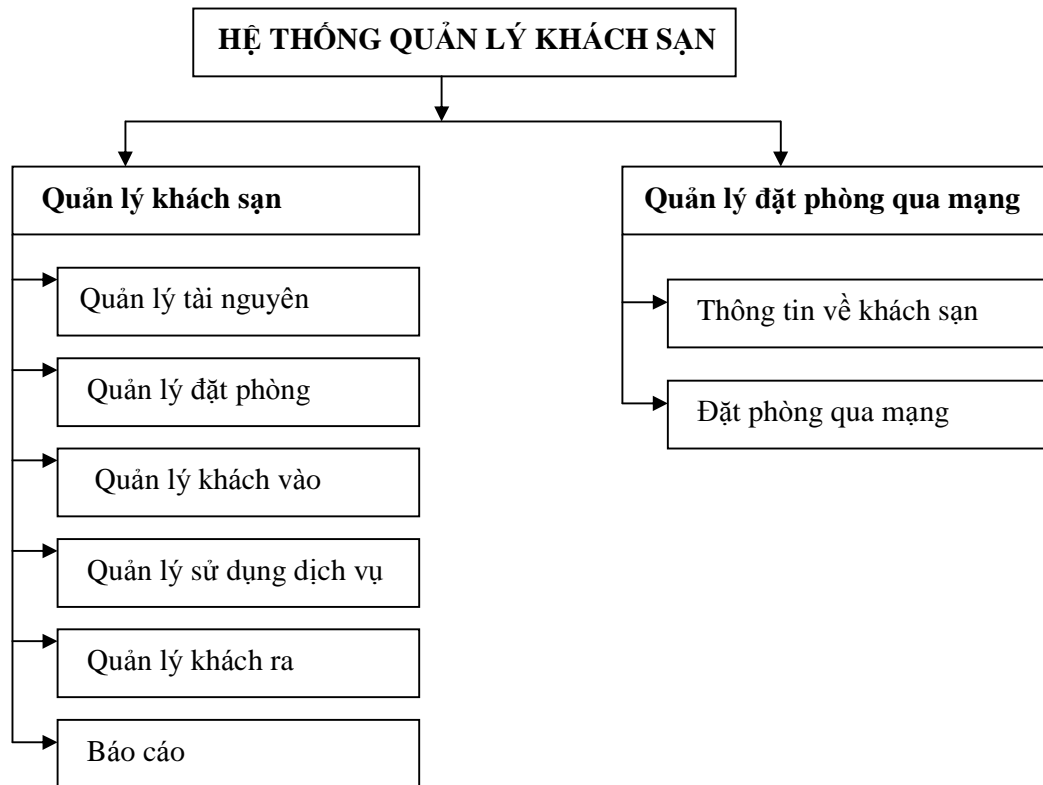 HỆ THỐNG QUẢN LÝ KHÁCH SẠN
Quản lý khách sạn
Quản lý tài nguyên
Quản lý đặt phòng
Quản lý khách vào
Quản lý sử dụng dịch vụ
Quản lý khách ra
Báo cáo
Quản lý đặt phòng qua mạng
Thông tin về khách sạn
Đặt phòng qua mạng